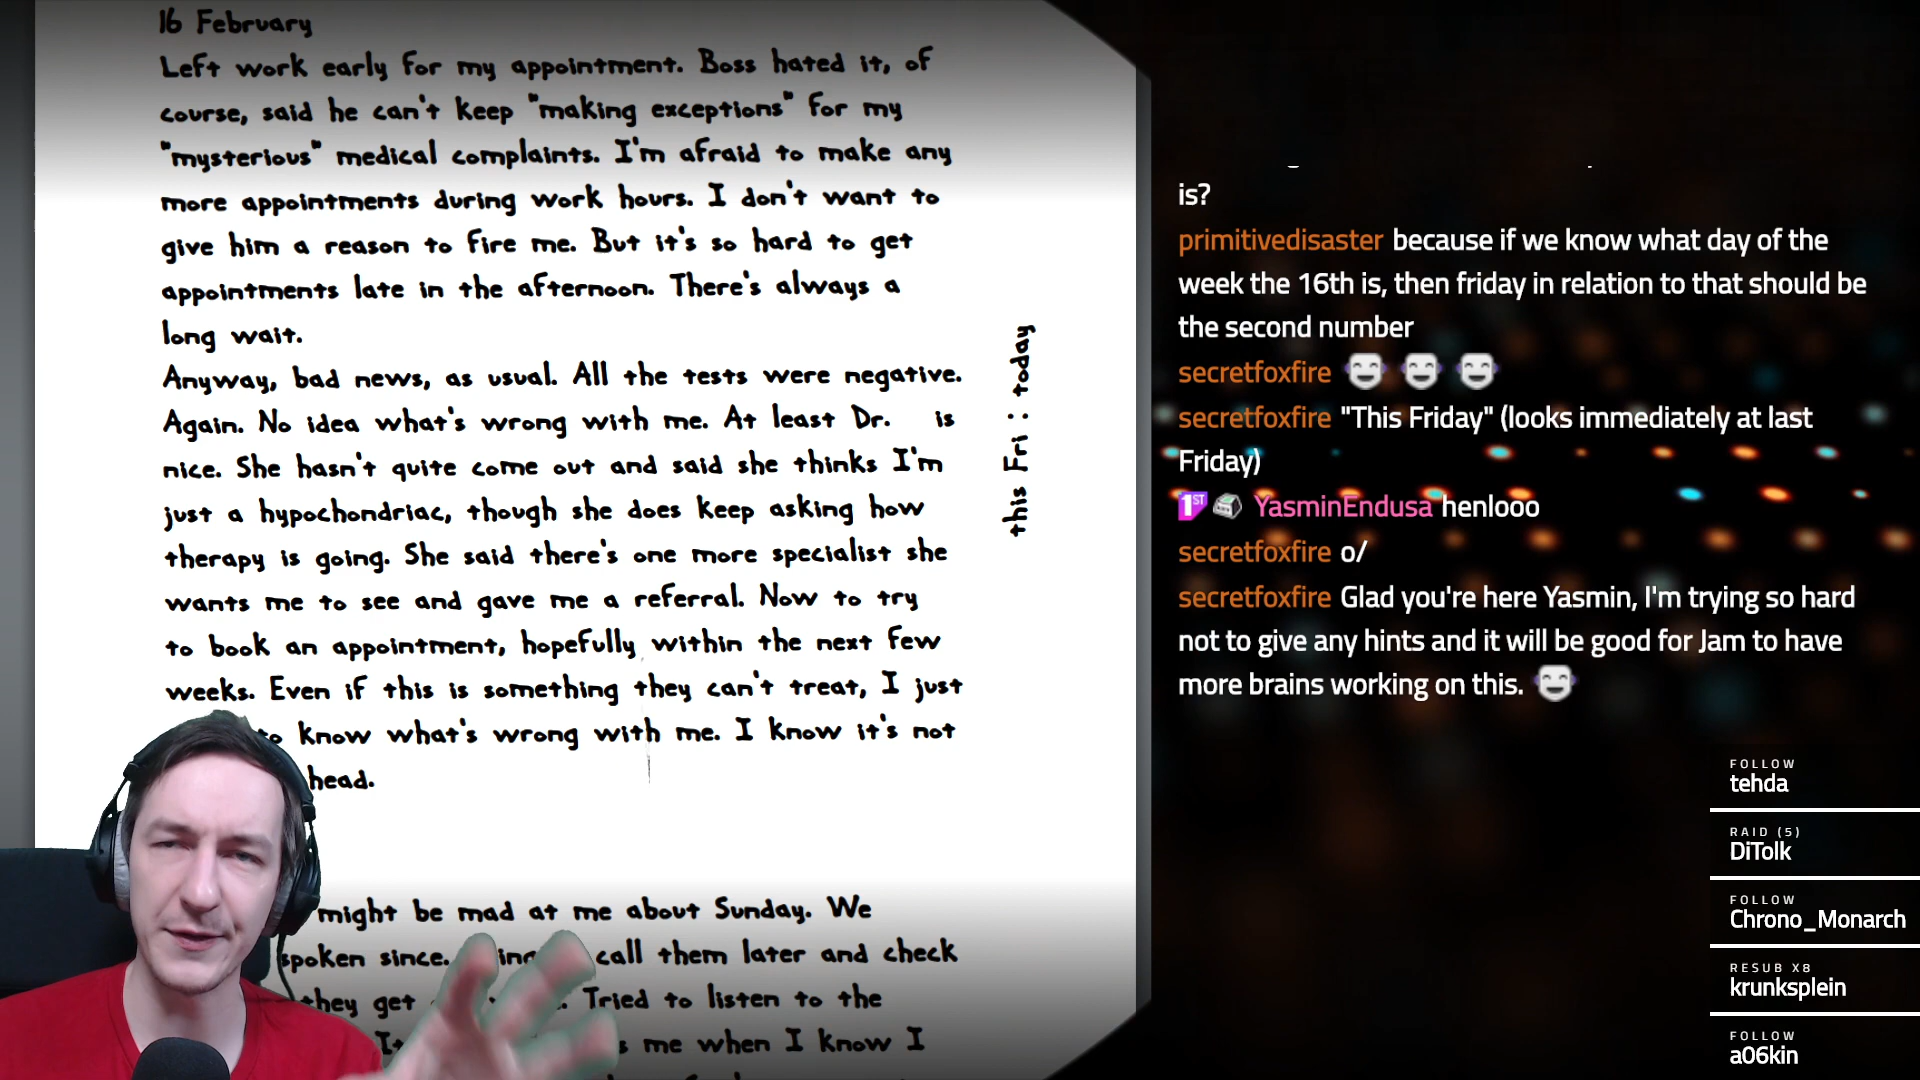 16 February
Left work early for my appointment. Boss hated it, of
course, said he can't keep "making exceptions" for my
"mysterious" medical complaints. I'm afraid to make any
more appointments during work hours. I don't want to
give him a reason to fire me. But it's so hard to get
appointments late in the afternoon. There's always a
long wait.
Anyway, bad news, as usual. All the tests were negative.
Again. No idea what's wrong with me. At least Dr. is
nice. She hasn't quite come out and said she thinks I'm
just a hypochondriac, though she does keep asking how
therapy is going. She said there's one more specialist she
wants me to see and gave me a referral. Now to try
to book an appointment, hopefully within the next few
weeks. Even if this is something they can't treat, I just
to know what's wrong with me. I know it's not
head.
might be mad at me about Sunday. We
spoken since. call them later and check
they get Tried to listen to the
me when I know I
this Fri : today
is?
primitivedisaster because if we know what day of the
week the 16th is, then friday in relation to that should be
the second number
secretfoxfire
secretfoxfire "This Friday" (looks immediately at last
Friday)
1ST YasminEndusa henlooo
secretfoxfire o/
secretfoxfire Glad you're here Yasmin, I'm trying so hard
not to give any hints and it will be good for Jam to have
more brains working on this.
FOLLOW
tehda
RAID (5)
DiTolk
FOLLOW
Chrono_Monarch
RESUB X8
krunksplein
FOLLOW
a06kin